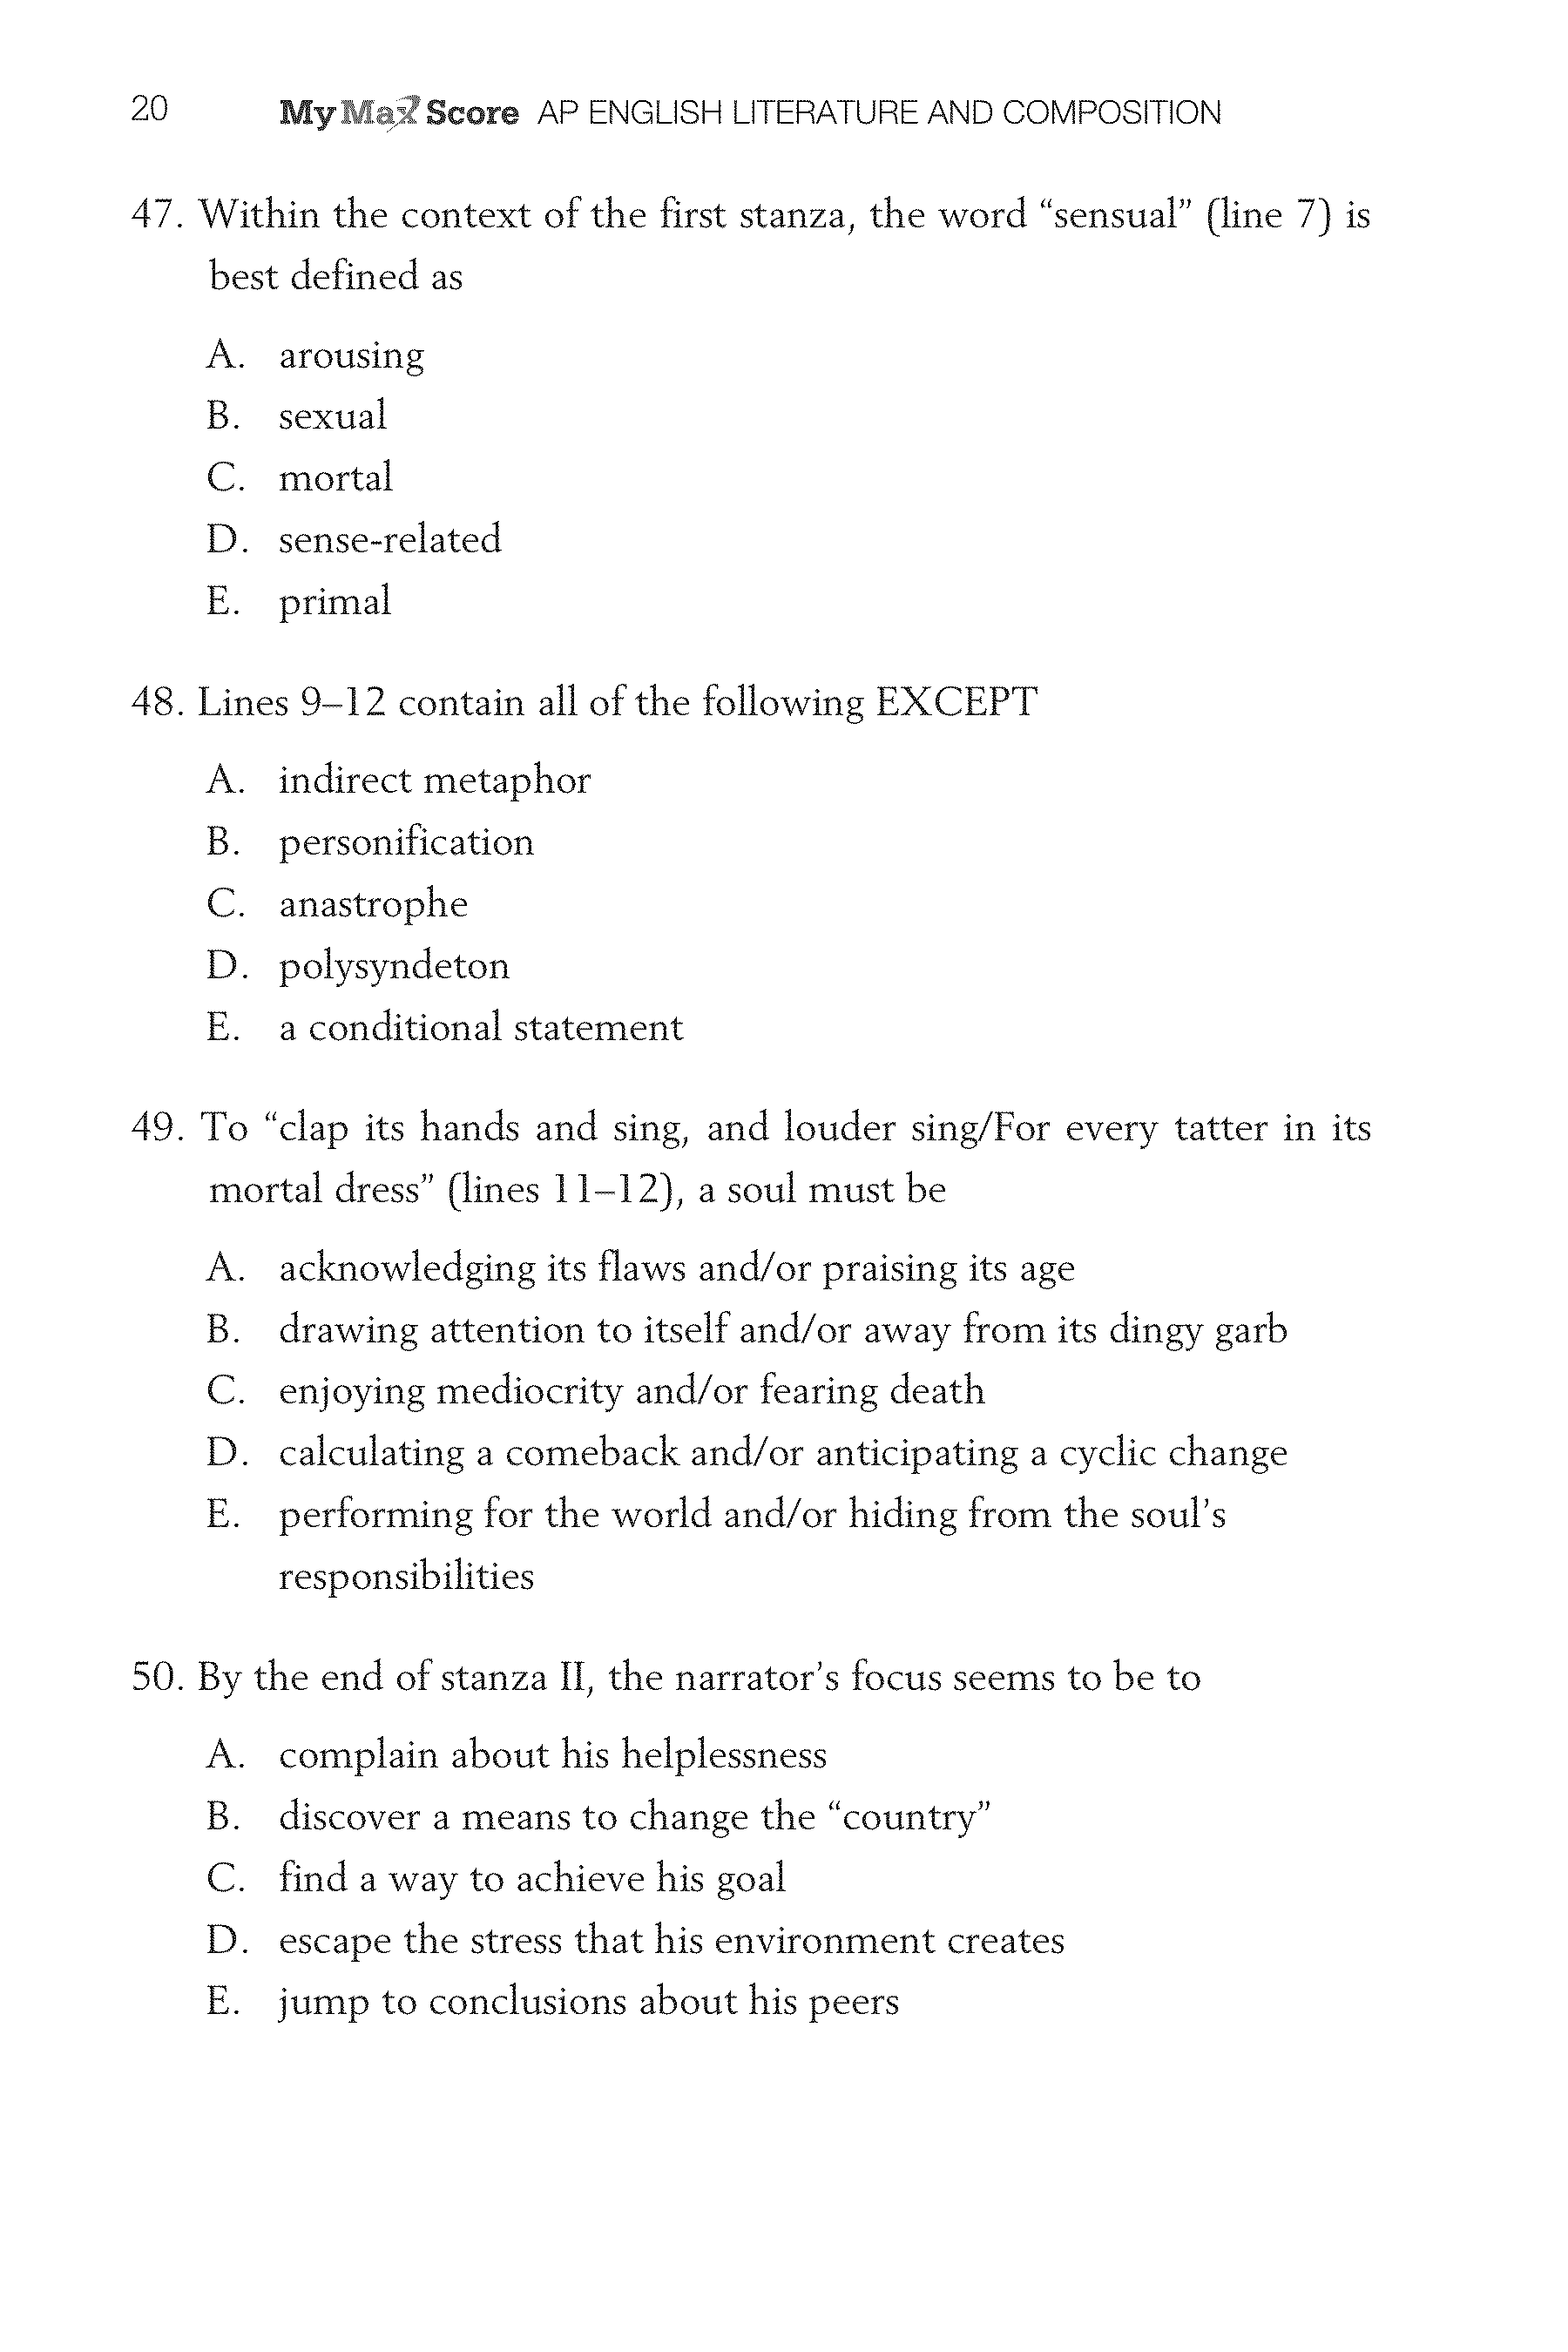 20 My Max Score AP ENGLISH LITERATURE AND COMPOSITION
47. Within the context of the first stanza, the word “sensual” (line 7) is
best defined as
A. arousing
B. sexual
C. mortal
D. sense-related
E. primal
48. Lines 9–12 contain all of the following EXCEPT
A. indirect metaphor
B. personification
C. anastrophe
D. polysyndeton
E. a conditional statement
49. To “clap its hands and sing, and louder sing/For every tatter in its
mortal dress” (lines 11–12), a soul must be
A. acknowledging its flaws and/or praising its age
B. drawing attention to itself and/or away from its dingy garb
C. enjoying mediocrity and/or fearing death
D. calculating a comeback and/or anticipating a cyclic change
E. performing for the world and/or hiding from the soul’s
responsibilities
50. By the end of stanza II, the narrator’s focus seems to be to
A. complain about his helplessness
B. discover a means to change the “country”
C. find a way to achieve his goal
D. escape the stress that his environment creates
E. jump to conclusions about his peers